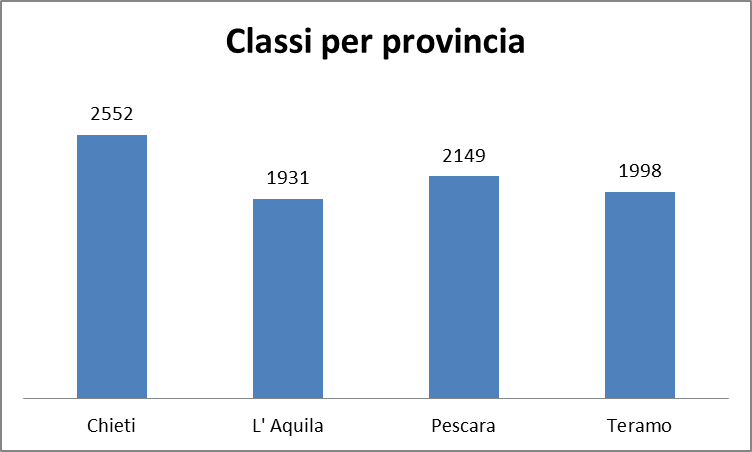 Classi per provincia
2552
1931
2149
1998
Chieti
L' Aquila
Pescara
Teramo